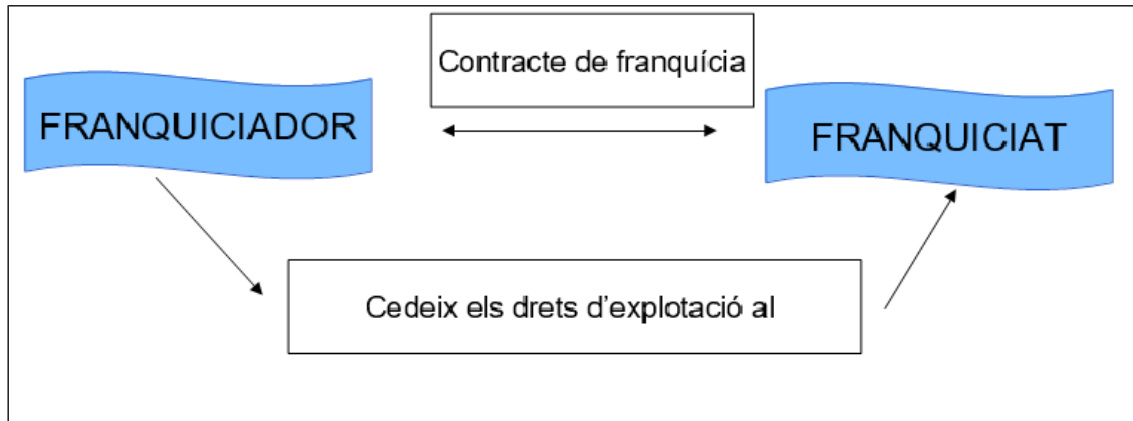 Contracte de franquícia
FRANQUICIADOR
FRANQUICIAT
Cedeix els drets d’explotació al